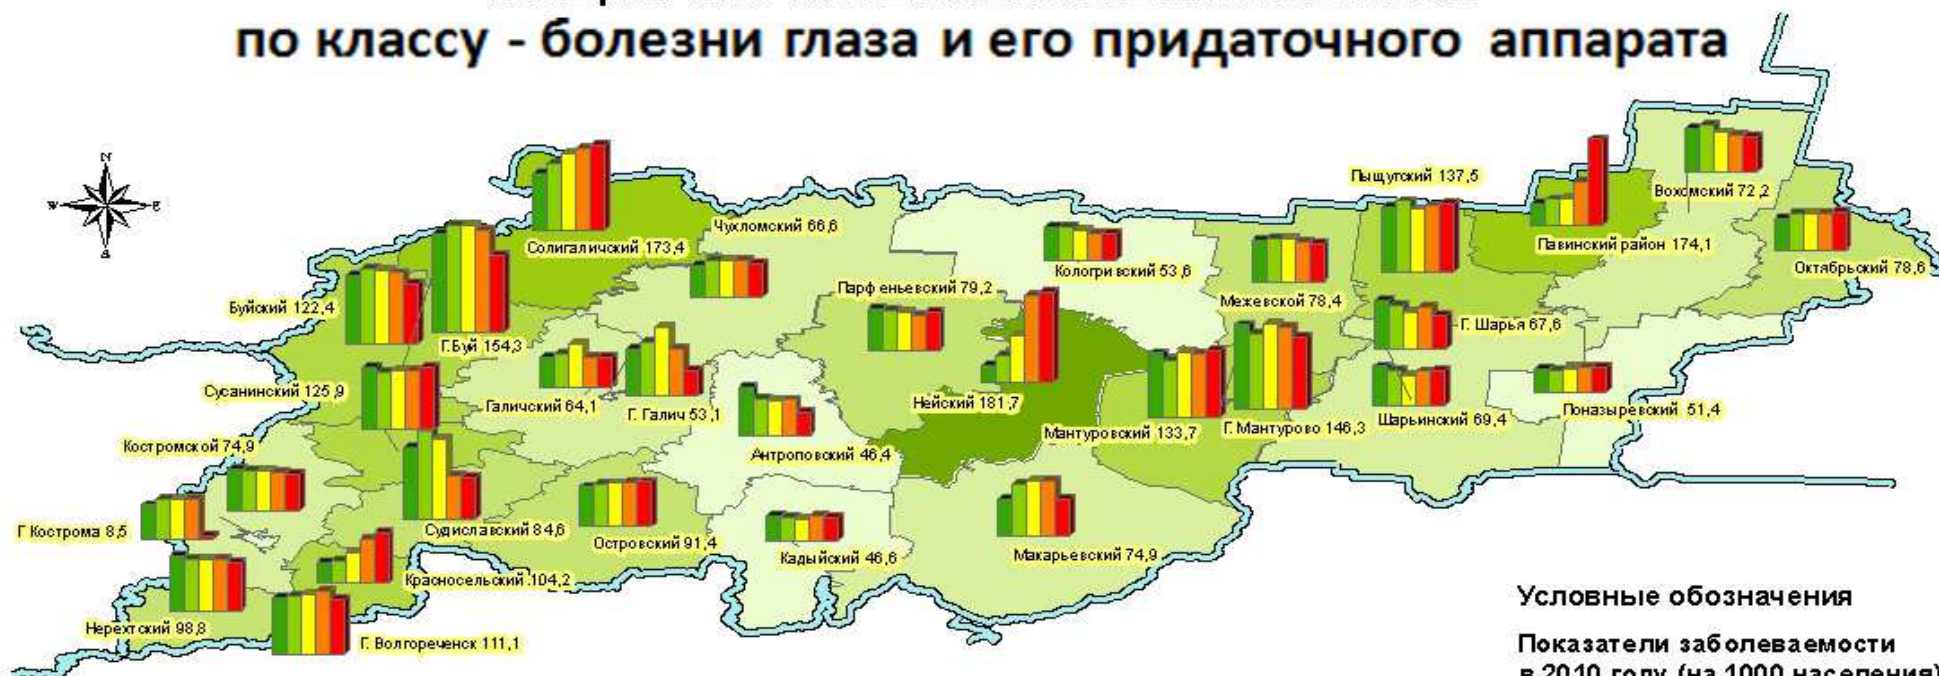 по классу - болезни глаза и его придаточного аппарата
N
W
E
Пыщугский 137,5
Вохомский 72,2
Чухломский 66,6
Солигаличский 173,4
Павинский район 174,1
Кологривский 53,6
Октябрьский 78,6
Парфеньевский 79,2
Межевской 78,4
Буйский 122,4
Г. Шарья 67,6
Г.Буй 154,3
Сусанинский 125,9
Галичский 64,1
Г. Галич 53,1
Нейский 181,7
Поназыревский 51,4
Шарьинский 69,4
Мантуровский 133,7
Г. Мантурово 146,3
Костромской 74,9
Антроповский 46,4
Г Кострома 8,5
Судиславский 84,6
Островский 91,4
Кадыйский 46,6
Макарьевский 74,9
Красносельский 104,2
Нерехтский 98,8
Г. Волгореченск 111,1
Условные обозначения
Показатели заболеваемости
в 2010 году (на 1000 населения)